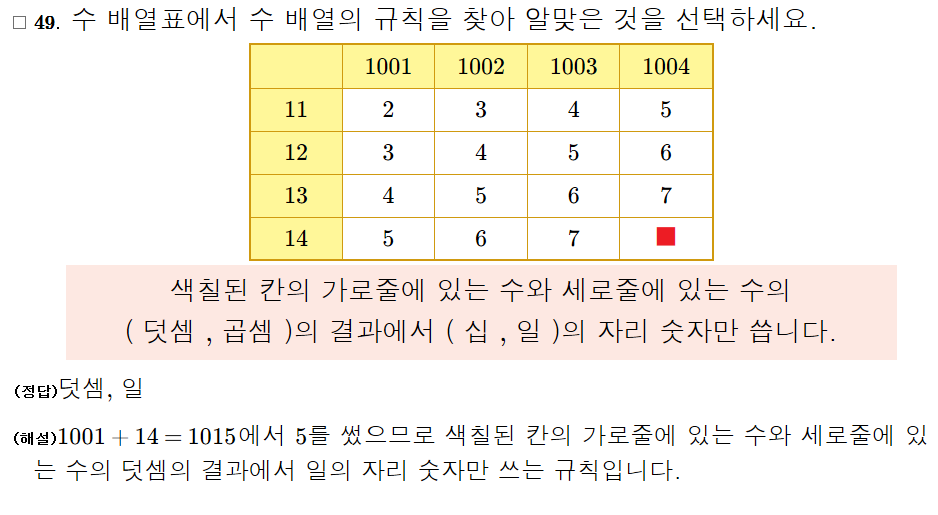 □ 49. 수 배열표에서 수 배열의 규칙을 찾아 알맞은 것을 선택하세요.
1001 1002 1003 1004
11 2 3 4 5
12 3 4 5 6
13 4 5 6 7
14 5 6 7 ■
색칠된 칸의 가로줄에 있는 수와 세로줄에 있는 수의
( 덧셈 , 곱셈 )의 결과에서 ( 십 , 일 )의 자리 숫자만 씁니다.
(정답)덧셈, 일
(해설)1001 + 14 = 1015에서 5를 썼으므로 색칠된 칸의 가로줄에 있는 수와 세로줄에 있
는 수의 덧셈의 결과에서 일의 자리 숫자만 쓰는 규칙입니다.